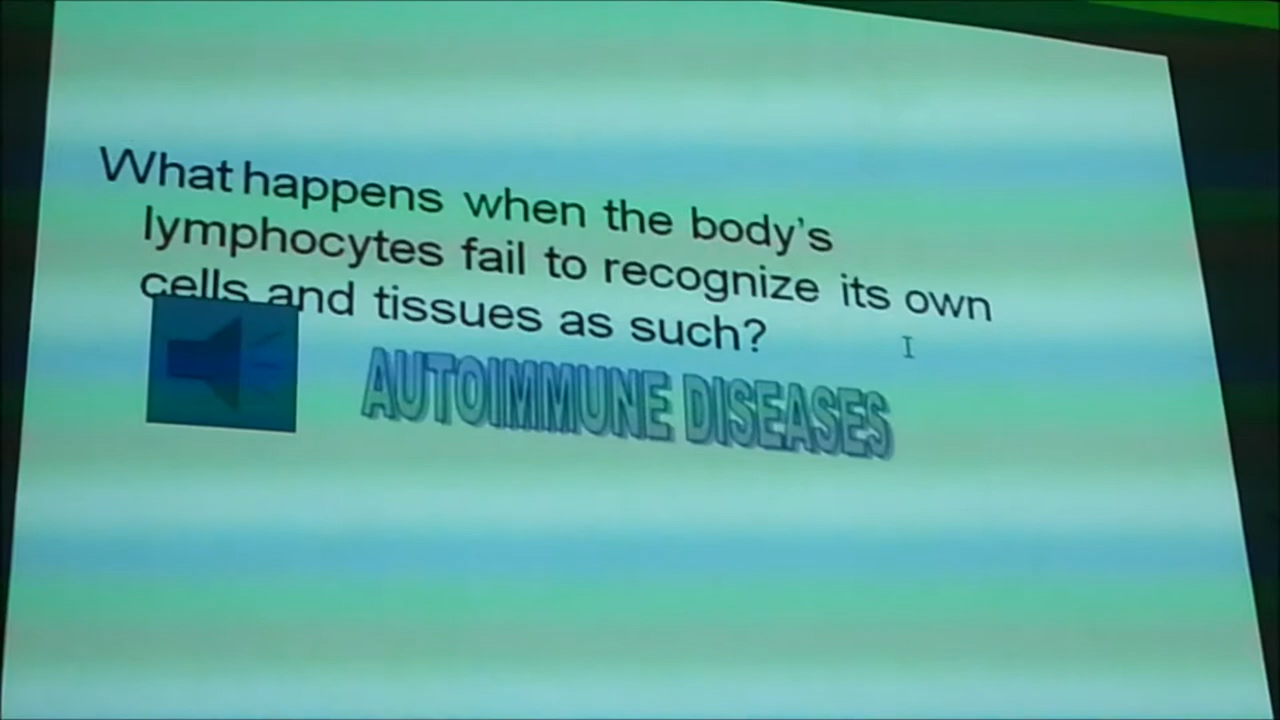 What happens when the body's
lymphocytes fail to recognize its own
cells and tissues as such?
AUTOIMMUNE DISEASES